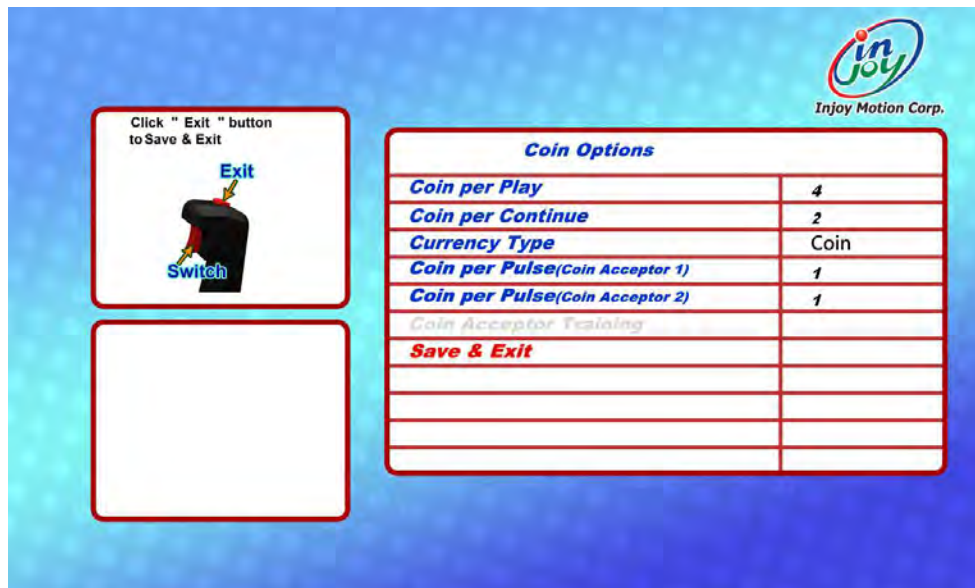 in
joy
Injoy Motion Corp.
Click " Exit " button
to Save & Exit
Exit
Switch
Coin Options
Coin per Play 4
Coin per Continue 2
Currency Type Coin
Coin per Pulse(Coin Acceptor 1) 1
Coin per Pulse(Coin Acceptor 2) 1
Coin Acceptor Training
Save & Exit